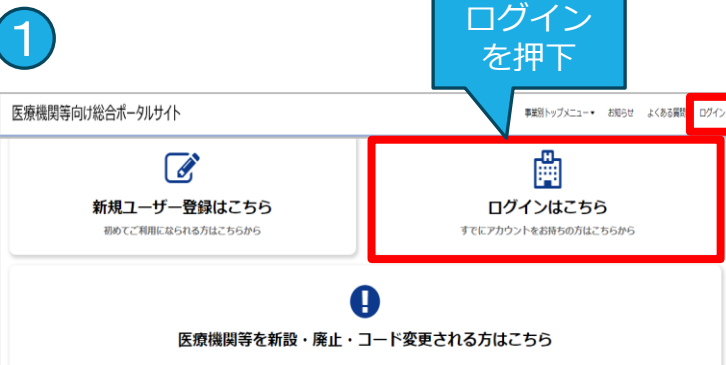 1
ログイン
を押下
医療機関等向け総合ポータルサイト
事業別トップメニュー▾ お知らせ よくある質問 ログイン
新規ユーザー登録はこちら
初めてご利用になられる方はこちらから
ログインはこちら
すでにアカウントをお持ちの方はこちらから
医療機関等を新設・廃止・コード変更される方はこちら